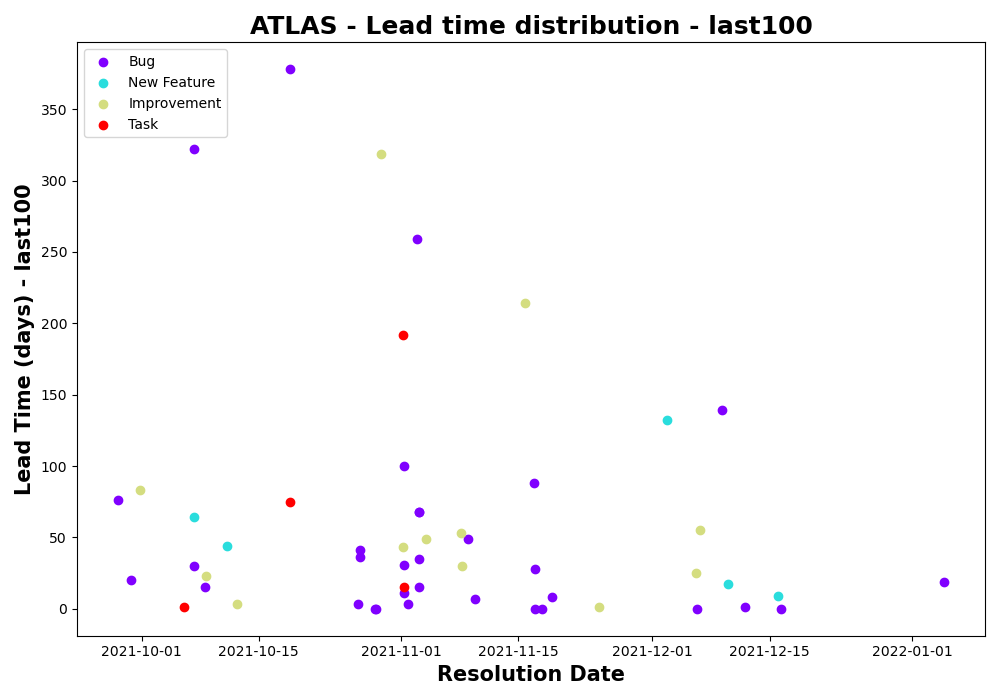 ATLAS - Lead time distribution - last100
Bug
New Feature
Improvement
Task
Lead Time (days) - last100
350
300
250
200
150
100
50
0
2021-10-01
2021-10-15
2021-11-01
2021-11-15
2021-12-01
2021-12-15
2022-01-01
Resolution Date